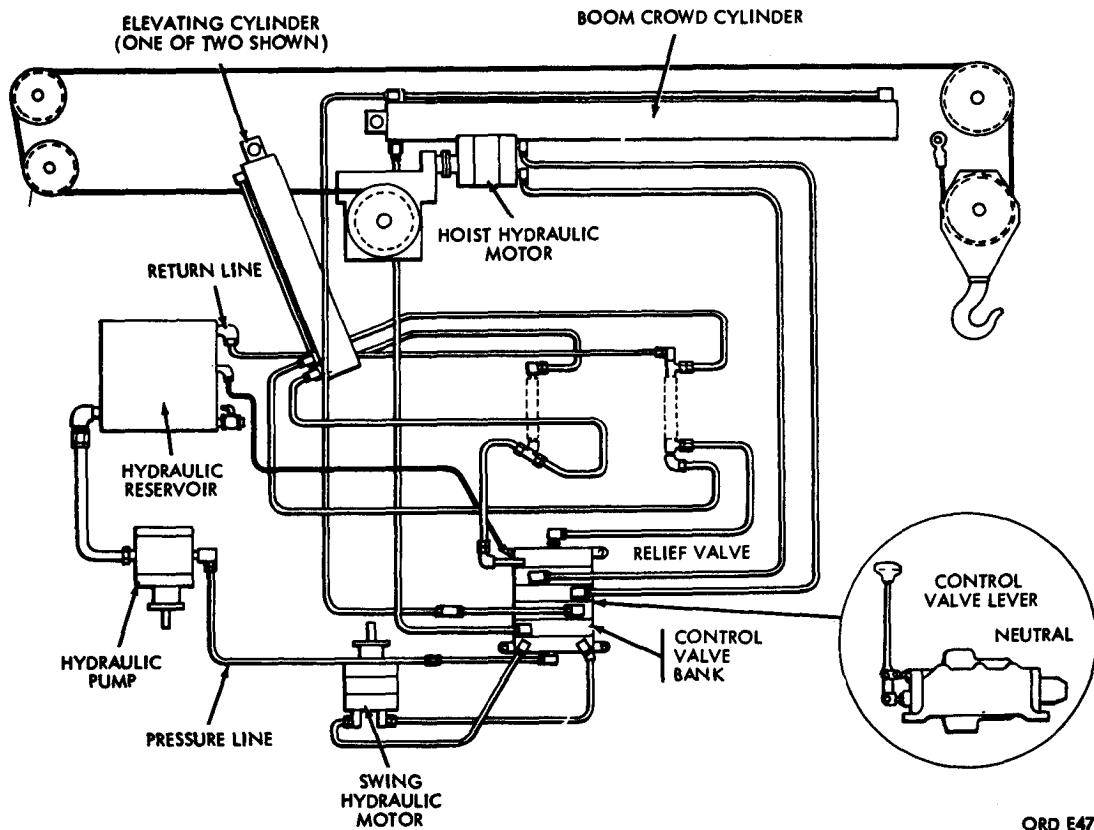 ELEVATING CYLINDER
(ONE OF TWO SHOWN)
BOOM CROWD CYLINDER
HOIST HYDRAULIC
MOTOR
RETURN LINE
HYDRAULIC
RESERVOIR
RELIEF VALVE
CONTROL
VALVE LEVER
NEUTRAL
CONTROL
VALVE
BANK
HYDRAULIC
PUMP
PRESSURE LINE
SWING
HYDRAULIC
MOTOR
ORD E47